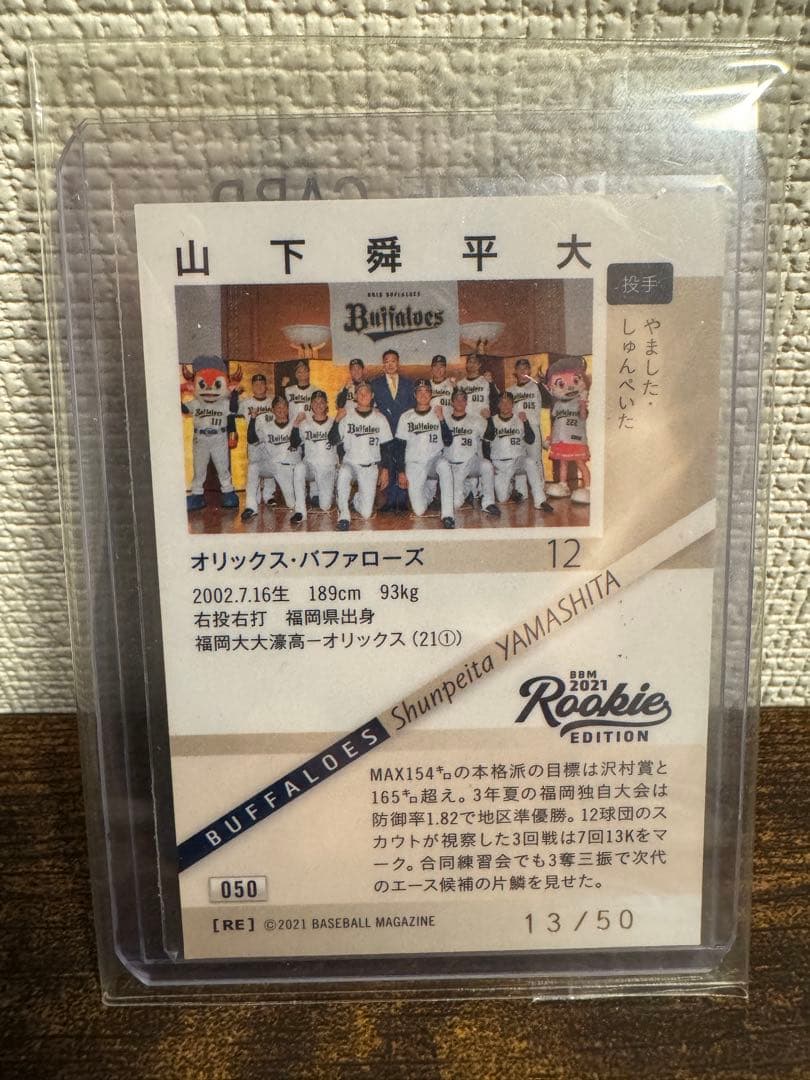 山下舜平大
投手
やました・
しゅんぺいた
Buffaloes
オリックス・バファローズ 12
2002.7.16生 189cm 93kg
右投右打 福岡県出身
福岡大大濠高ーオリックス(21①)
BUFFALOES Shunpeita YAMASHITA
BBM
2021
Rookie
EDITION
MAX154㌔の本格派の目標は沢村賞と
165㌔超え。3年夏の福岡独自大会は
防御率1.82で地区準優勝。12球団のス
カウトが視察した3回戦は7回13Kをマ
ーク。合同練習会でも3奪三振で次代
のエース候補の片鱗を見せた。
050
[RE] ©2021 BASEBALL MAGAZINE
13/50